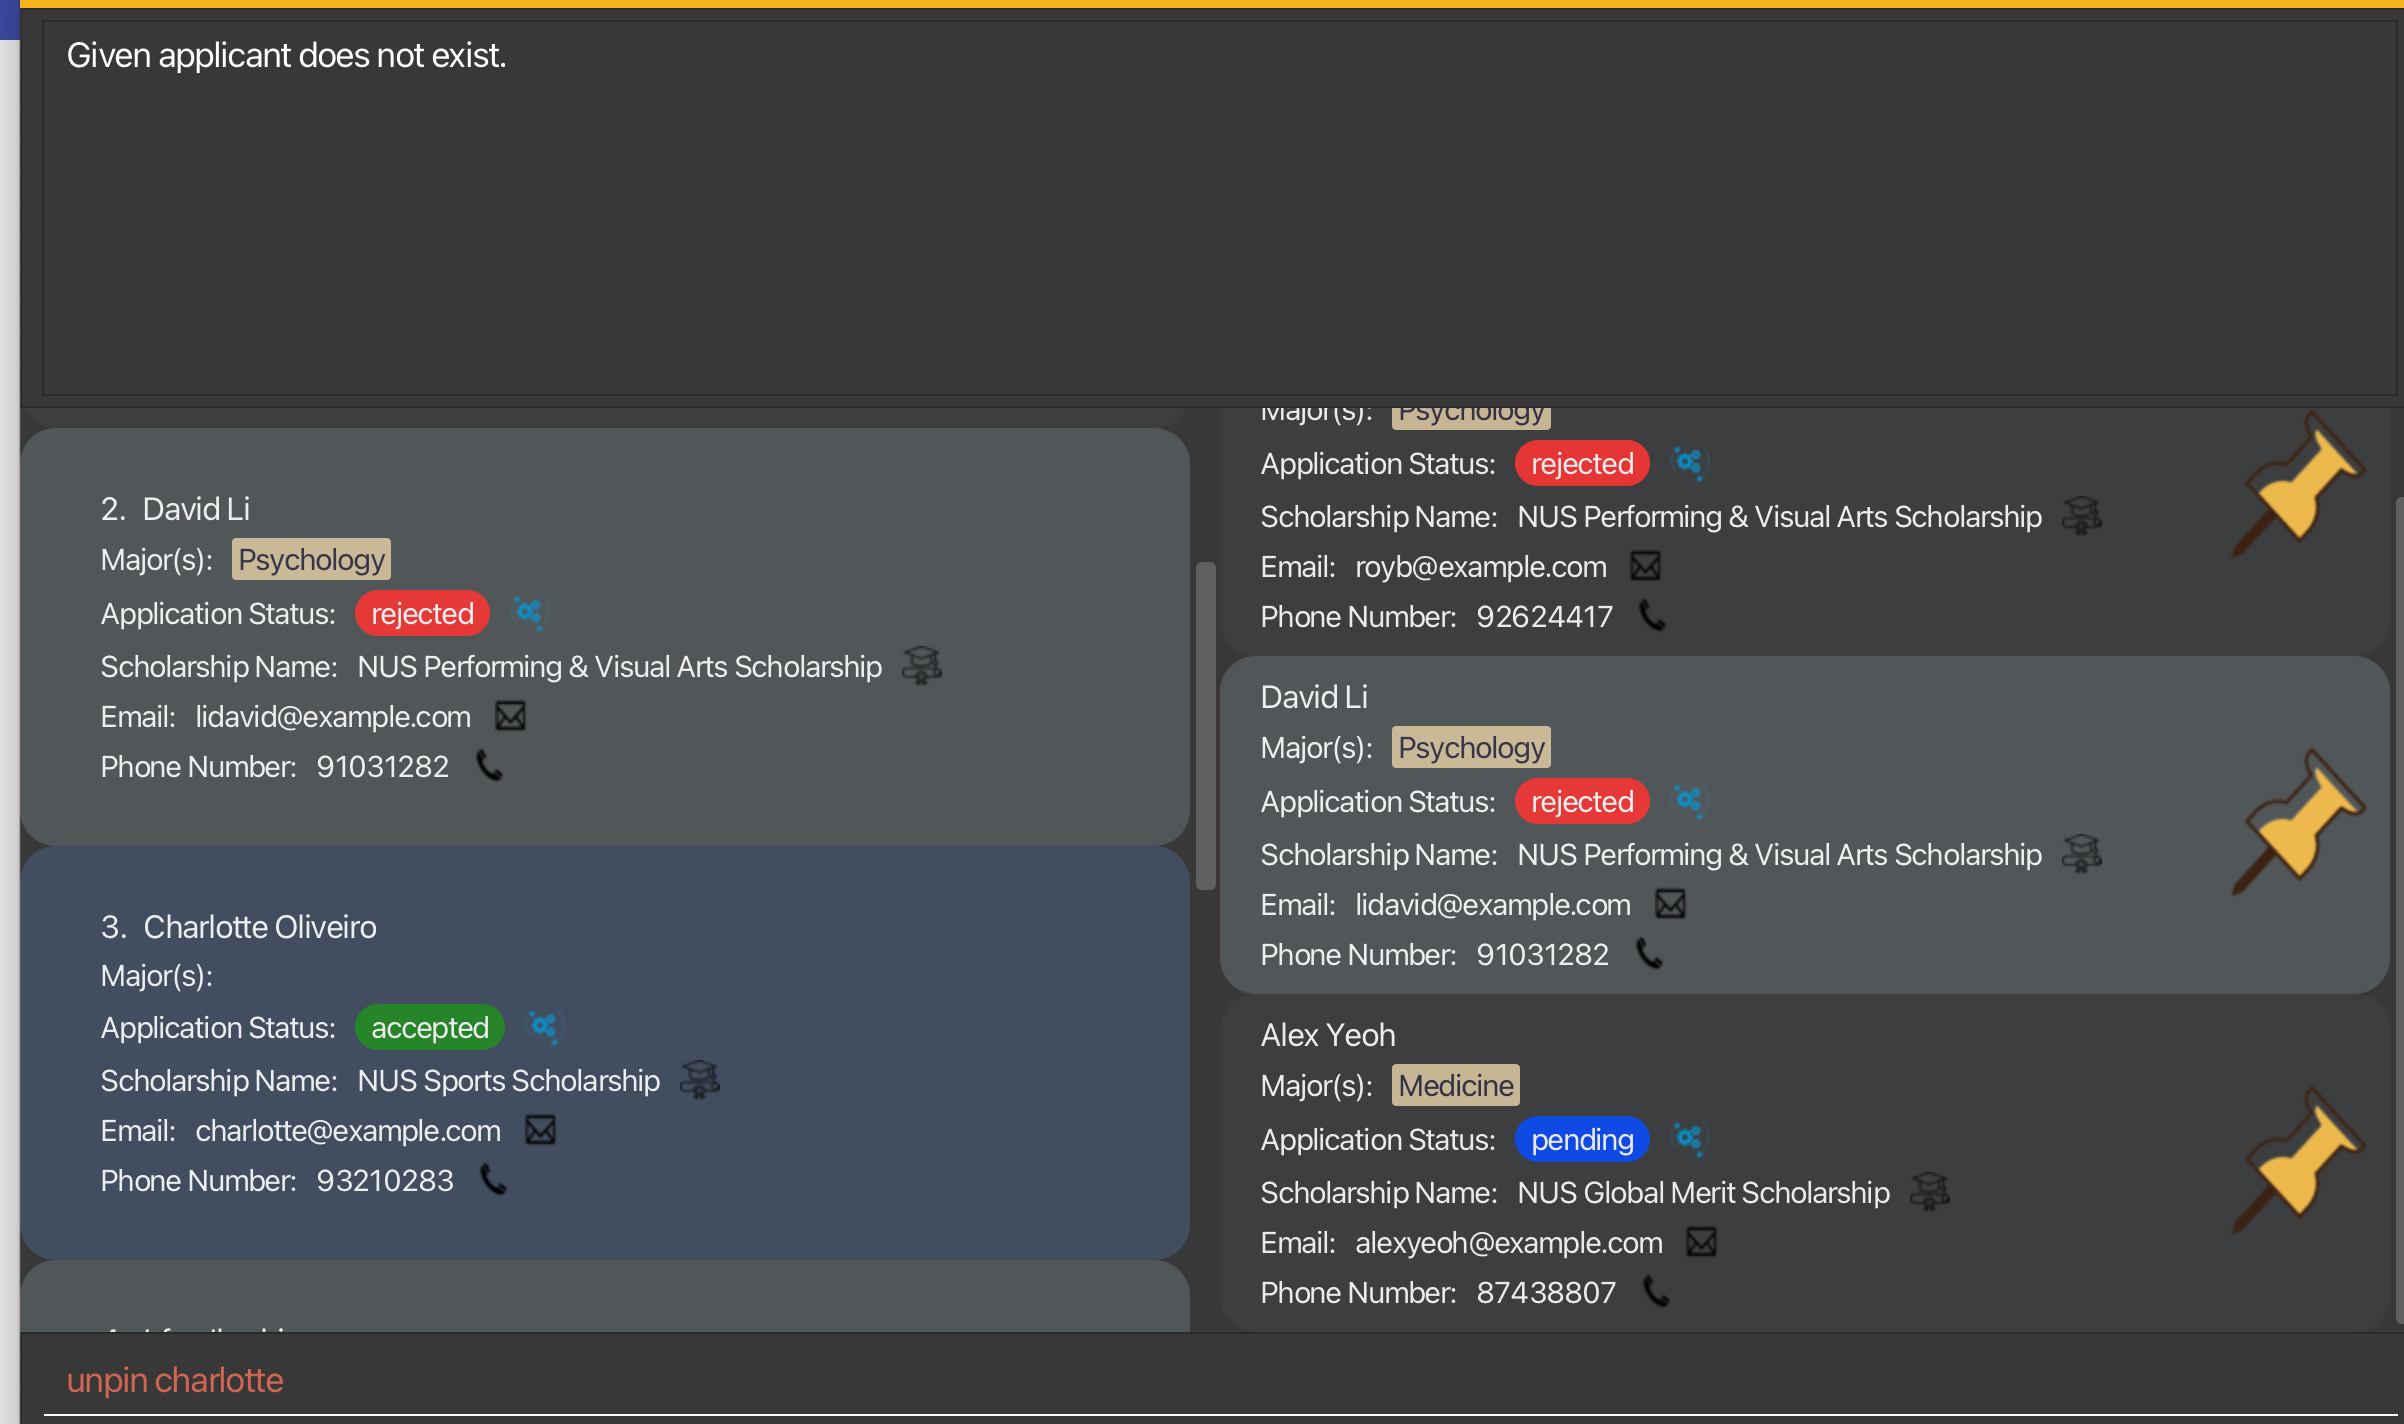 Given applicant does not exist.
2. David Li
Major(s): Psychology
Application Status: rejected
Scholarship Name: NUS Performing & Visual Arts Scholarship
Email: lidavid@example.com
Phone Number: 91031282
3. Charlotte Oliveiro
Major(s):
Application Status: accepted
Scholarship Name: NUS Sports Scholarship
Email: charlotte@example.com
Phone Number: 93210283
Major(s): Psychology
Application Status: rejected
Scholarship Name: NUS Performing & Visual Arts Scholarship
Email: royb@example.com
Phone Number: 92624417
David Li
Major(s): Psychology
Application Status: rejected
Scholarship Name: NUS Performing & Visual Arts Scholarship
Email: lidavid@example.com
Phone Number: 91031282
Alex Yeoh
Major(s): Medicine
Application Status: pending
Scholarship Name: NUS Global Merit Scholarship
Email: alexyeoh@example.com
Phone Number: 87438807
unpin charlotte